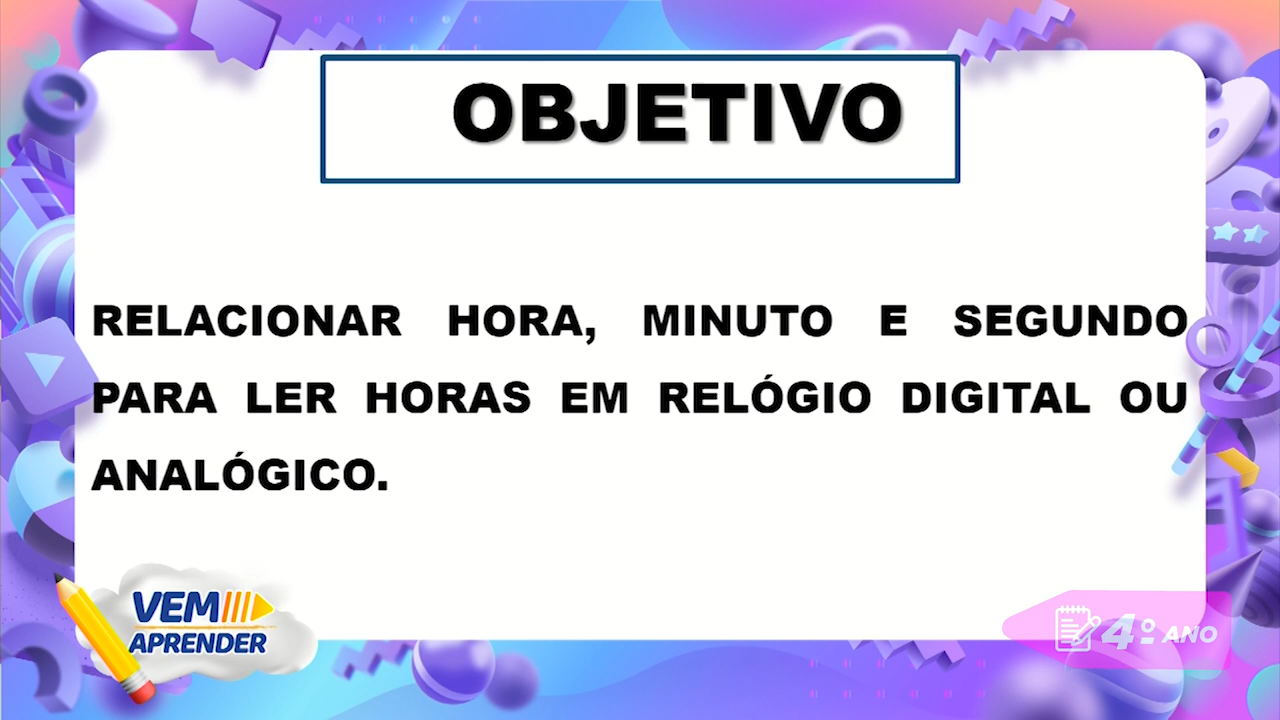 OBJETIVO
RELACIONAR HORA, MINUTO E SEGUNDO
PARA LER HORAS EM RELÓGIO DIGITAL OU
ANALÓGICO.
VEM
APRENDER
4º ANO